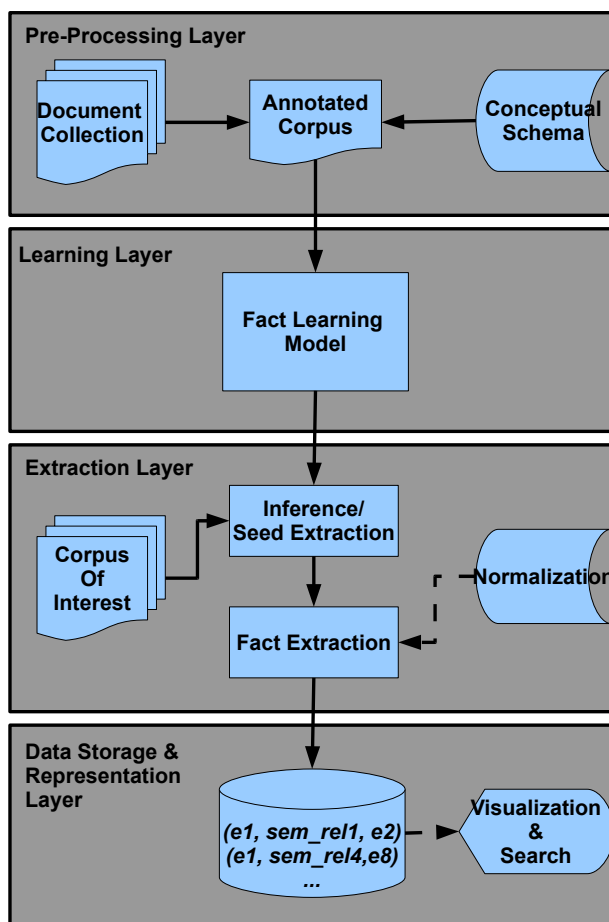 Pre-Processing Layer
Document
Collection
Annotated
Corpus
Conceptual
Schema
Learning Layer
Fact Learning
Model
Extraction Layer
Inference/
Seed Extraction
Corpus
Of
Interest
Normalization
Fact Extraction
Data Storage &
Representation
Layer
(e1, sem_rel1, e2)
(e1, sem_rel4,e8)
...
Visualization
&
Search